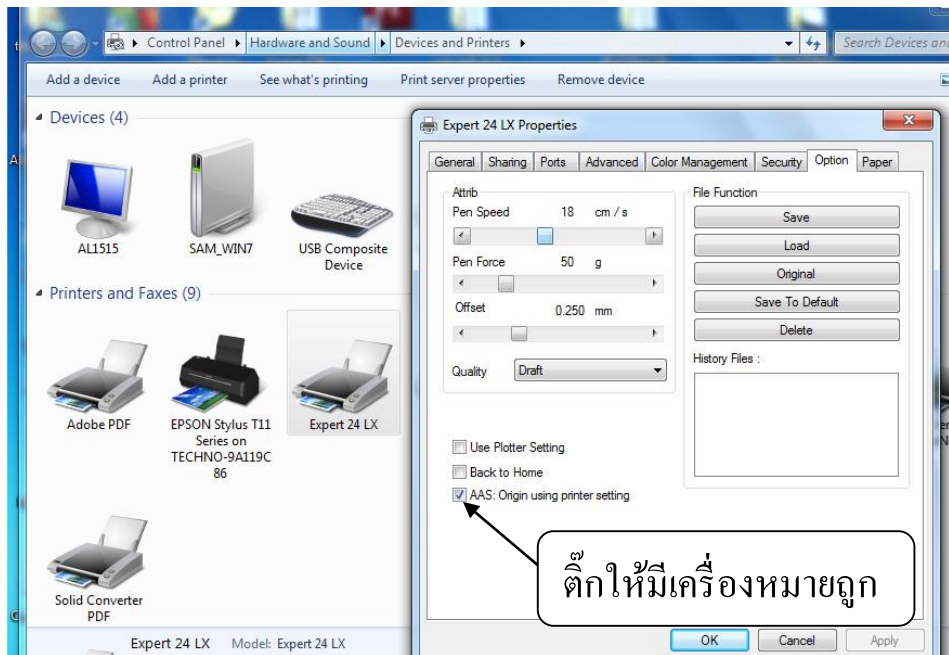 Control Panel ▸ Hardware and Sound ▸ Devices and Printers ▸
Search Devices an
Add a device Add a printer See what's printing Print server properties Remove device
Devices (4)
AL1515
SAM_WIN7
USB Composite
Device
Printers and Faxes (9)
Adobe PDF
EPSON Stylus T11
Series on
TECHNO-9A119C
86
Expert 24 LX
Solid Converter
PDF
Expert 24 LX Model: Expert 24 LX
Expert 24 LX Properties
General Sharing Ports Advanced Color Management Security Option Paper
Attrib
Pen Speed 18 cm / s
Pen Force 50 g
Offset 0.250 mm
Quality Draft
Use Plotter Setting
Back to Home
AAS: Origin using printer setting
File Function
Save
Load
Original
Save To Default
Delete
History Files :
ติ๊กให้มีเครื่องหมายถูก
OK Cancel Apply